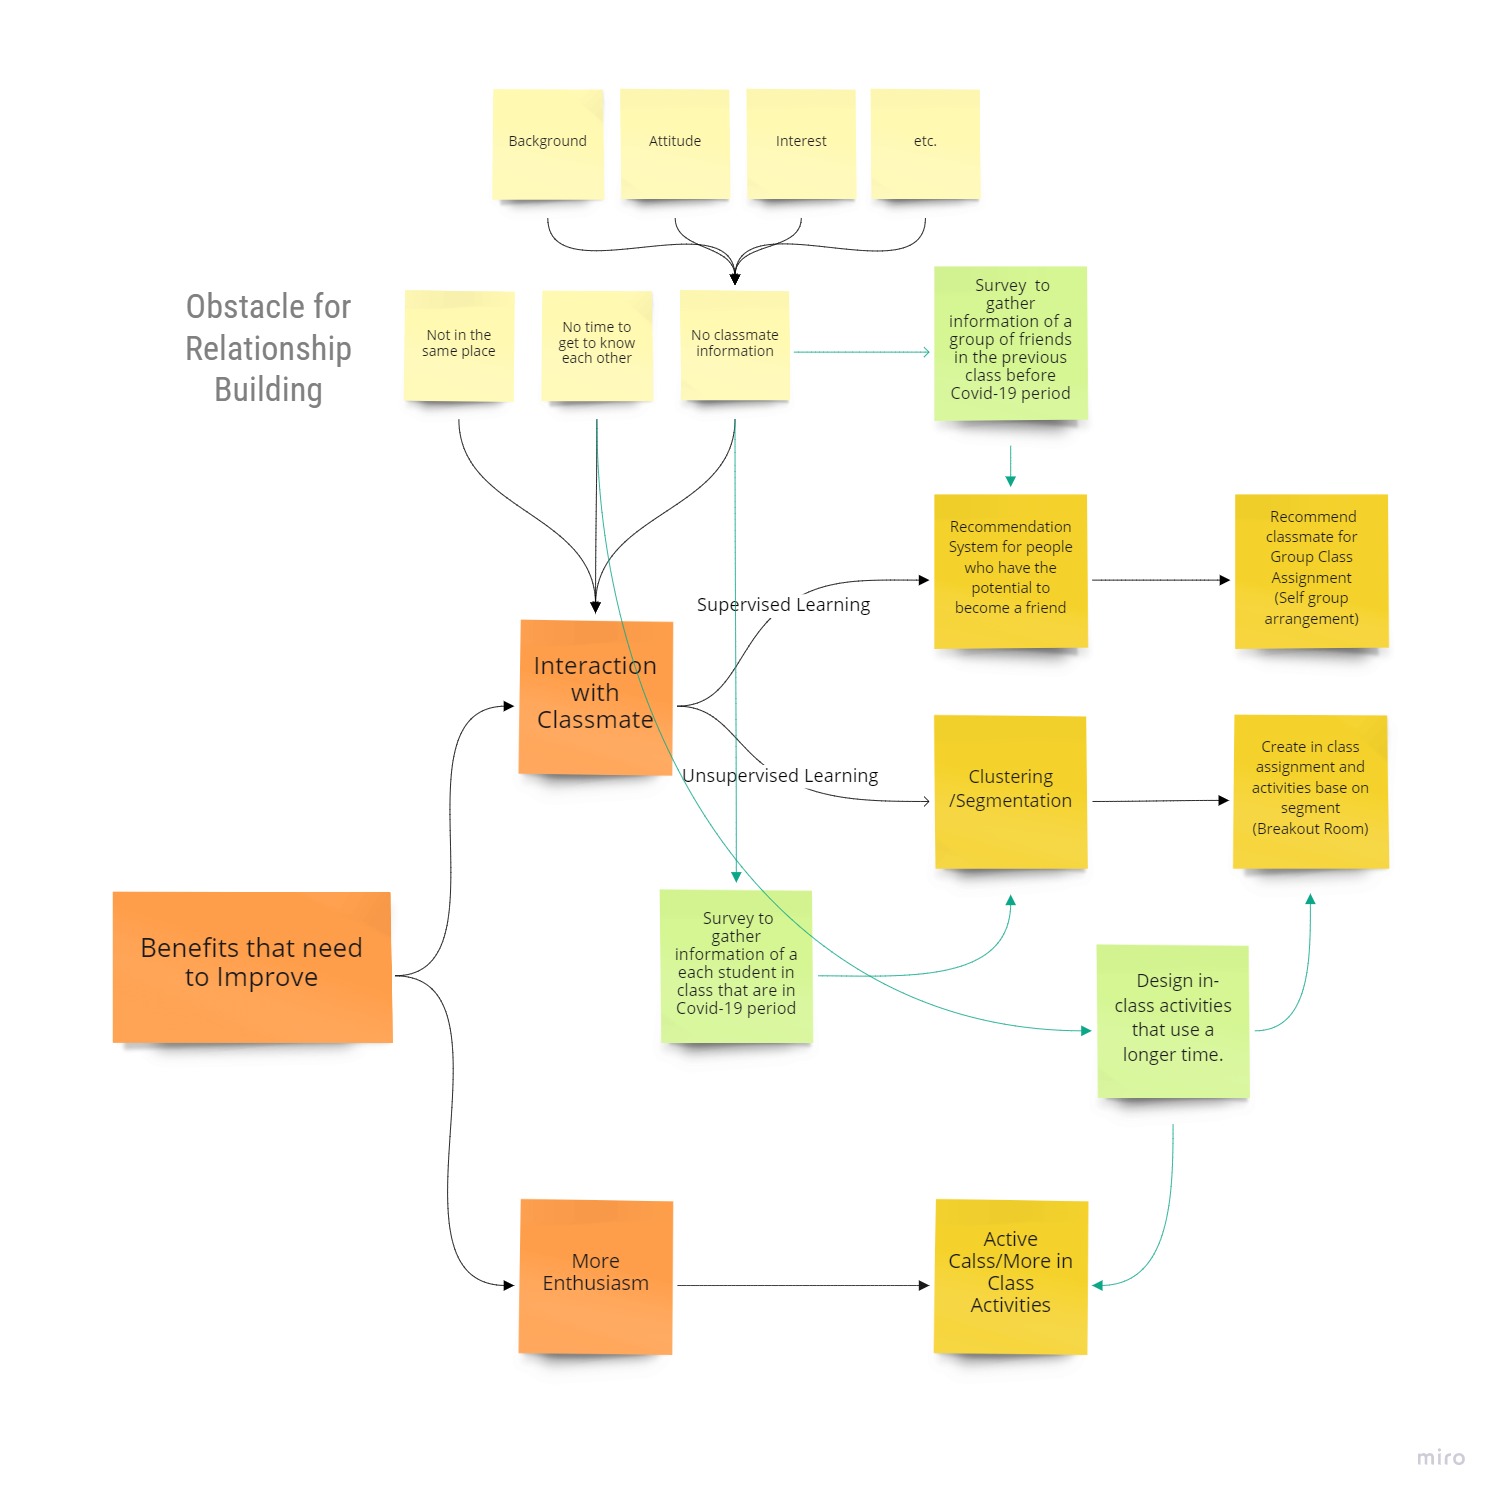 Background
Attitude
Interest
etc.
Obstacle for
Relationship
Building
Not in the
same place
No time to
get to know
each other
No classmate
information
Survey to
gather
information of a
group of friends
in the previous
class before
Covid-19 period
Recommendation
System for people
who have the
potential to
become a friend
Recommend
classmate for
Group Class
Assignment
(Self group
arrangement)
Supervised Learning
Interaction
with
Classmate
Unsupervised Learning
Clustering
/Segmentation
Create in class
assignment and
activities base on
segment
(Breakout Room)
Benefits that need
to Improve
Survey to
gather
information of a
each student in
class that are in
Covid-19 period
Design in-
class activities
that use a
longer time.
More
Enthusiasm
Active
Calss/More in
Class
Activities
miro